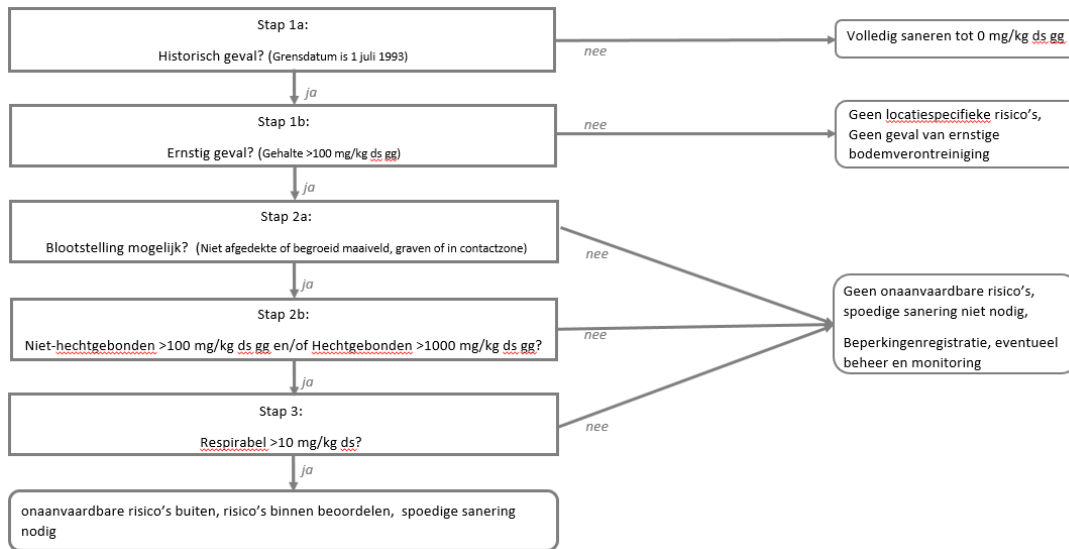 Stap 1a:
Historisch geval? (Grensdatum is 1 juli 1993)
nee
Volledig saneren tot 0 mg/kg ds gg
ja
Stap 1b:
Ernstig geval? (Gehalte >100 mg/kg ds gg)
nee
Geen locatiespecifieke risico's,
Geen geval van ernstige
bodemverontreiniging
ja
Stap 2a:
Blootstelling mogelijk? (Niet afgedekte of begroeid maaiveld, graven of in contactzone)
nee
ja
Stap 2b:
Niet-hechtgebonden >100 mg/kg ds gg en/of Hechtgebonden >1000 mg/kg ds gg?
nee
Geen onaanvaardbare risico's,
spoedige sanering niet nodig,
Beperkingenregistratie, eventueel
beheer en monitoring
ja
Stap 3:
Respirabel >10 mg/kg ds?
nee
ja
onaanvaardbare risico's buiten, risico's binnen beoordelen, spoedige sanering
nodig